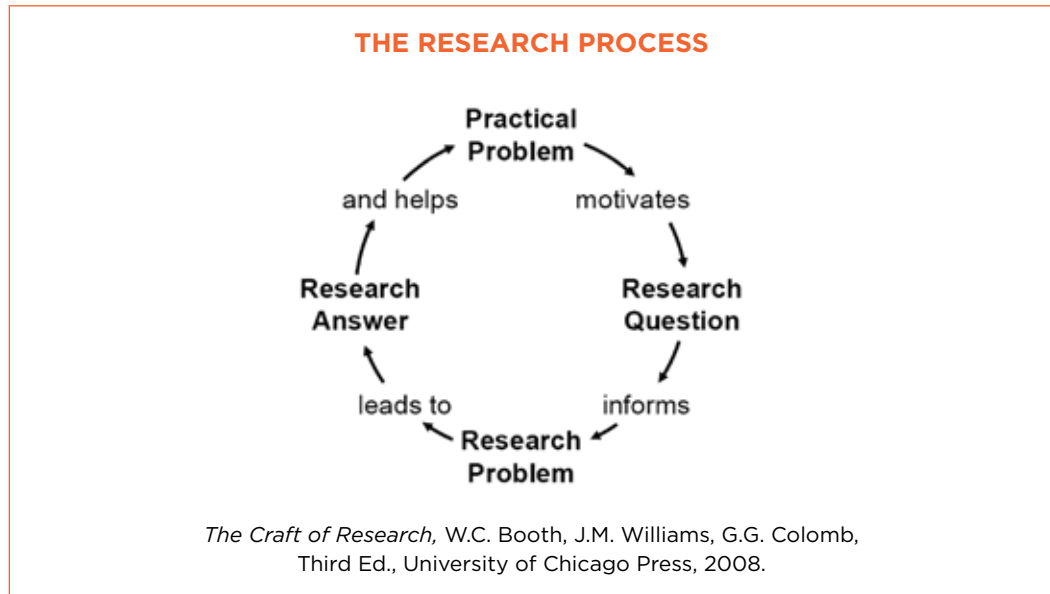 THE RESEARCH PROCESS
Practical
Problem
motivates
Research
Question
informs
Research
Problem
leads to
Research
Answer
and helps
The Craft of Research, W.C. Booth, J.M. Williams, G.G. Colomb,
Third Ed., University of Chicago Press, 2008.